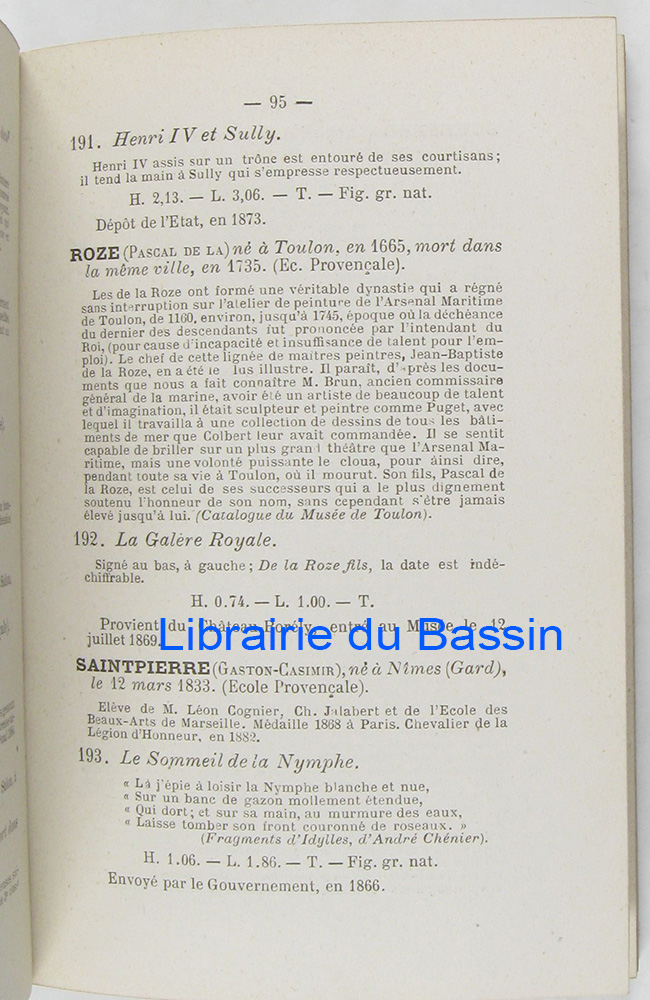 — 95 —
191. Henri IV et Sully.
Henri IV assis sur un trône est entouré de ses courtisans;
il tend la main à Sully qui s'empresse respectueusement.
H. 2,13. — L. 3,06. — T. — Fig. gr. nat.
Dépôt de l'Etat, en 1873.
ROZE (PASCAL DE LA) né à Toulon, en 1665, mort dans
la même ville, en 1735. (Ec. Provençale).
Les de la Roze ont formé une véritable dynastie qui a régné
sans interruption sur l'atelier de peinture de l'Arsenal Maritime
de Toulon, de 1160, environ, jusqu'à 1745, époque où la déchéance
du dernier des descendants fut prononcée par l'intendant du
Roi, (pour cause d'incapacité et insuffisance de talent pour l'em-
ploi). Le chef de cette lignée de maîtres peintres, Jean-Baptiste
de la Roze, en a été le lus illustre. Il paraît, d' près les docu-
ments que nous a fait connaître M. Brun, ancien commissaire
général de la marine, avoir été un artiste de beaucoup de talent
et d'imagination, il était sculpteur et peintre comme Puget, avec
lequel il travailla à une collection de dessins de tous les bâti-
ments de mer que Colbert leur avait commandée. Il se sentit
capable de briller sur un plus grand théâtre que l'Arsenal Ma-
ritime, mais une volonté puissante le cloua, pour áinsi dire,
pendant toute sa vie à Toulon, où il mourut. Son fils, Pascal de
la Roze, est celui de ses successeurs qui a le plus dignement
soutenu l'honneur de son nom, sans cependant s'être jamais
élevé jusqu'à lui. (Catalogue du Musée de Toulon).
192. La Galère Royale.
Signé au bas, à gauche; De la Roze fils, la date est indé-
chiffrable.
H. 0.74. — L. 1.00. — T.
Provient du Château Borély, entré au Musée le 12
juillet 1869.
Librairie du Bassin
SAINTPIERRE (GASTON-CASIMIR), né à Nîmes (Gard),
le 12 mars 1833. (Ecole Provençale).
Elève de M. Léon Cognier, Ch. Jalabert et de l'Ecole des
Beaux-Arts de Marseille. Médaille 1868 à Paris. Chevalier de la
Légion d'Honneur, en 1882.
193. Le Sommeil de la Nymphe.
« Là j'épie à loisir la Nymphe blanche et nue,
« Sur un banc de gazon mollement étendue,
« Qui dort; et sur sa main, au murmure des eaux,
« Laisse tomber son front couronné de roseaux. »
(Fragments d'Idylles, d'André Chénier).
H. 1.06. — L. 1.86. — T. — Fig. gr. nat.
Envoyé par le Gouvernement, en 1866.